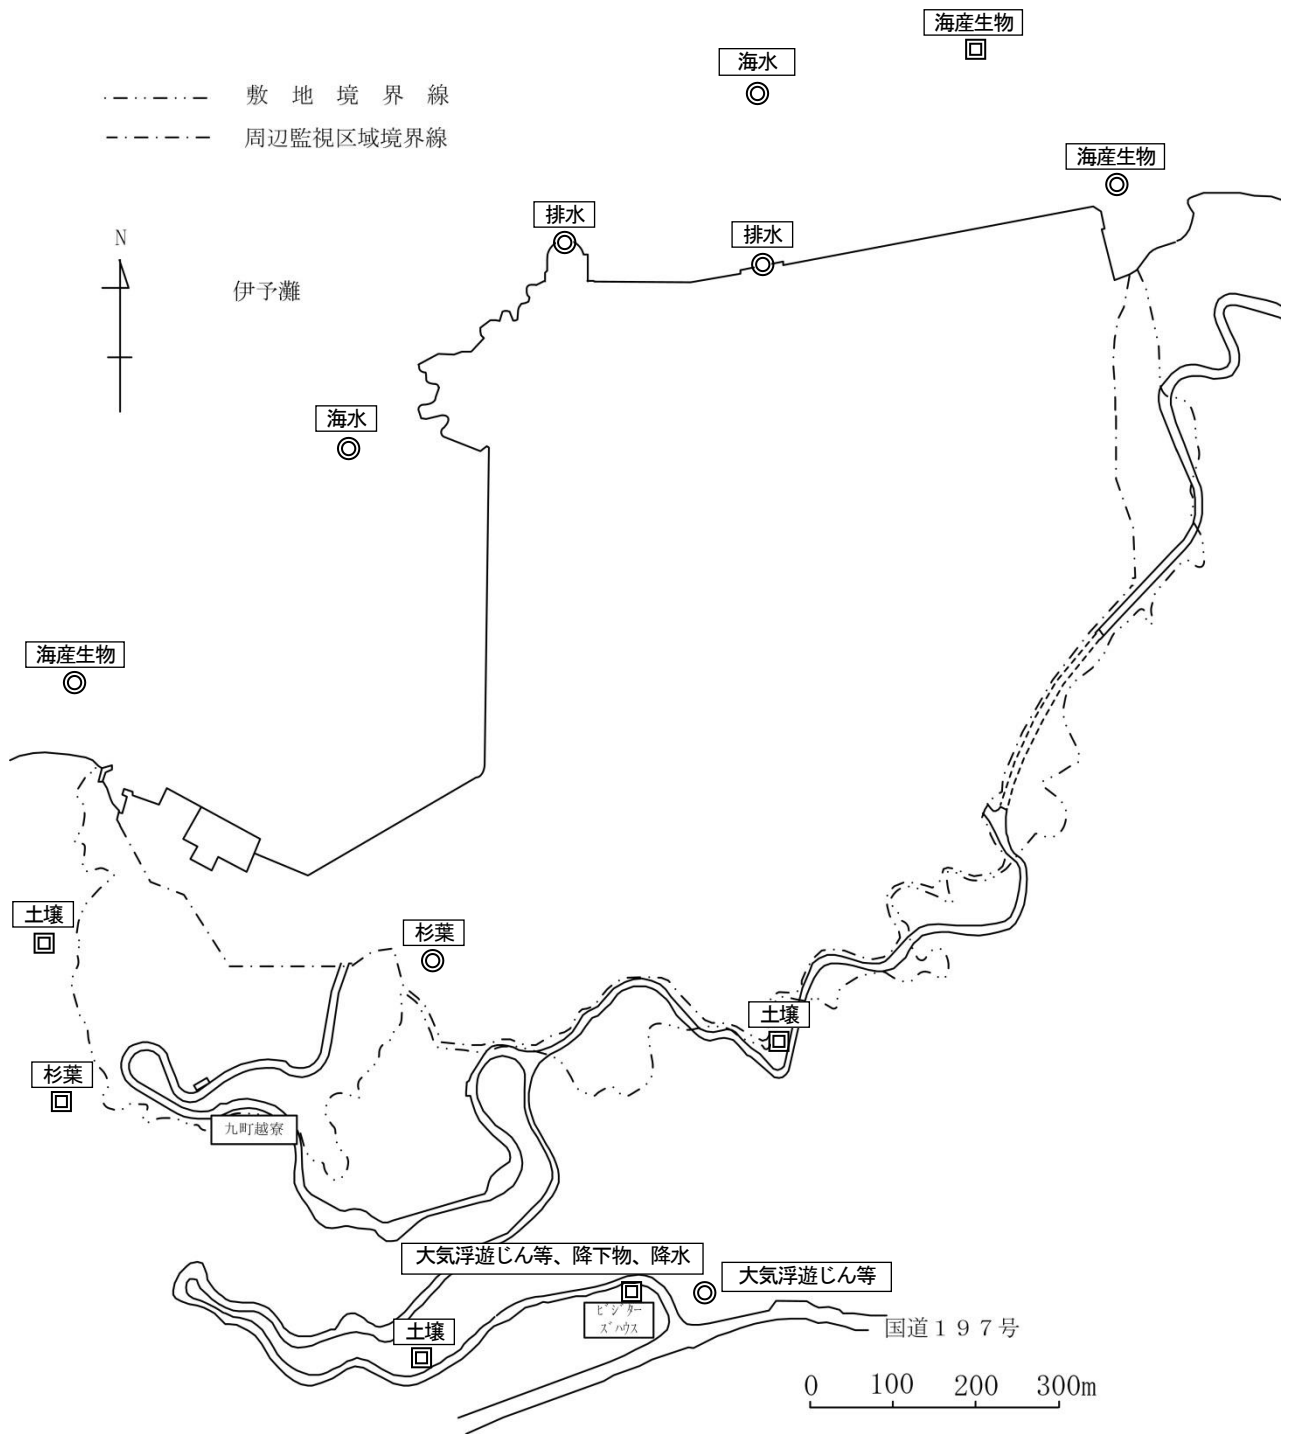 海産生物
海水
敷地境界線
周辺監視区域境界線
海産生物
排水
排水
N
伊予灘
海水
海産生物
土壌
杉葉
土壌
杉葉
九町越寮
大気浮遊じん等、降下物、降水
大気浮遊じん等
ﾋﾞｼﾞﾀｰ
ｽﾞﾊｳｽ
土壌
国道１９７号
0 100 200 300m